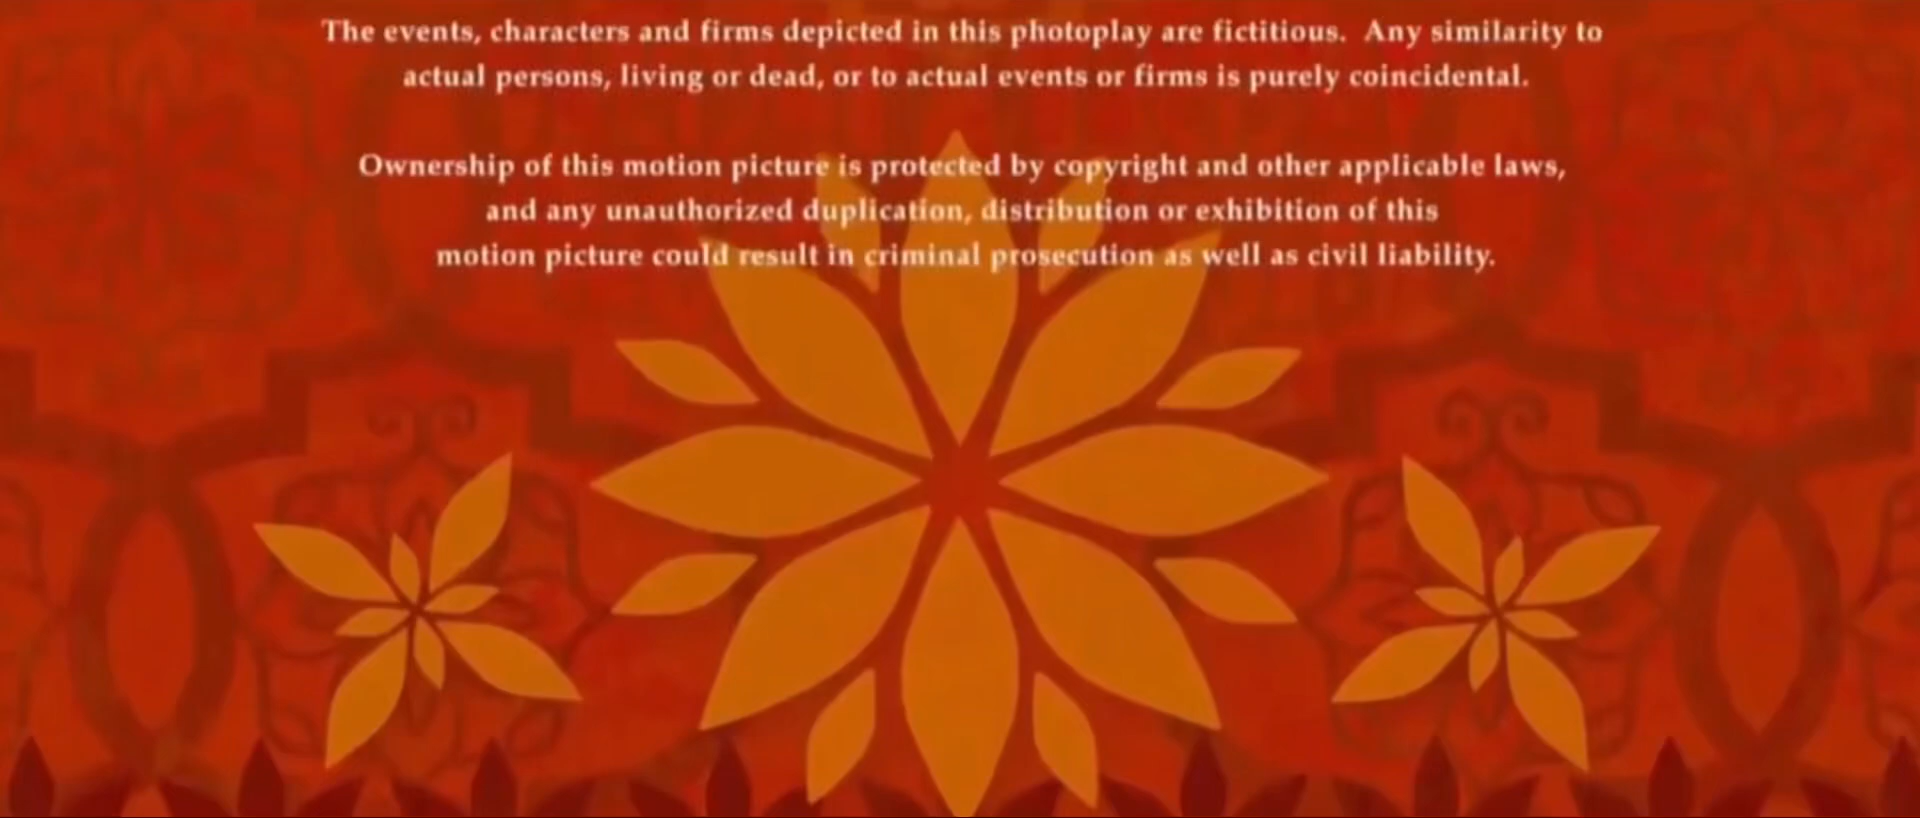 The events, characters and firms depicted in this photoplay are fictitious.  Any similarity to
actual persons, living or dead, or to actual events or firms is purely coincidental.
Ownership of this motion picture is protected by copyright and other applicable laws,
and any unauthorized duplication, distribution or exhibition of this
motion picture could result in criminal prosecution as well as civil liability.